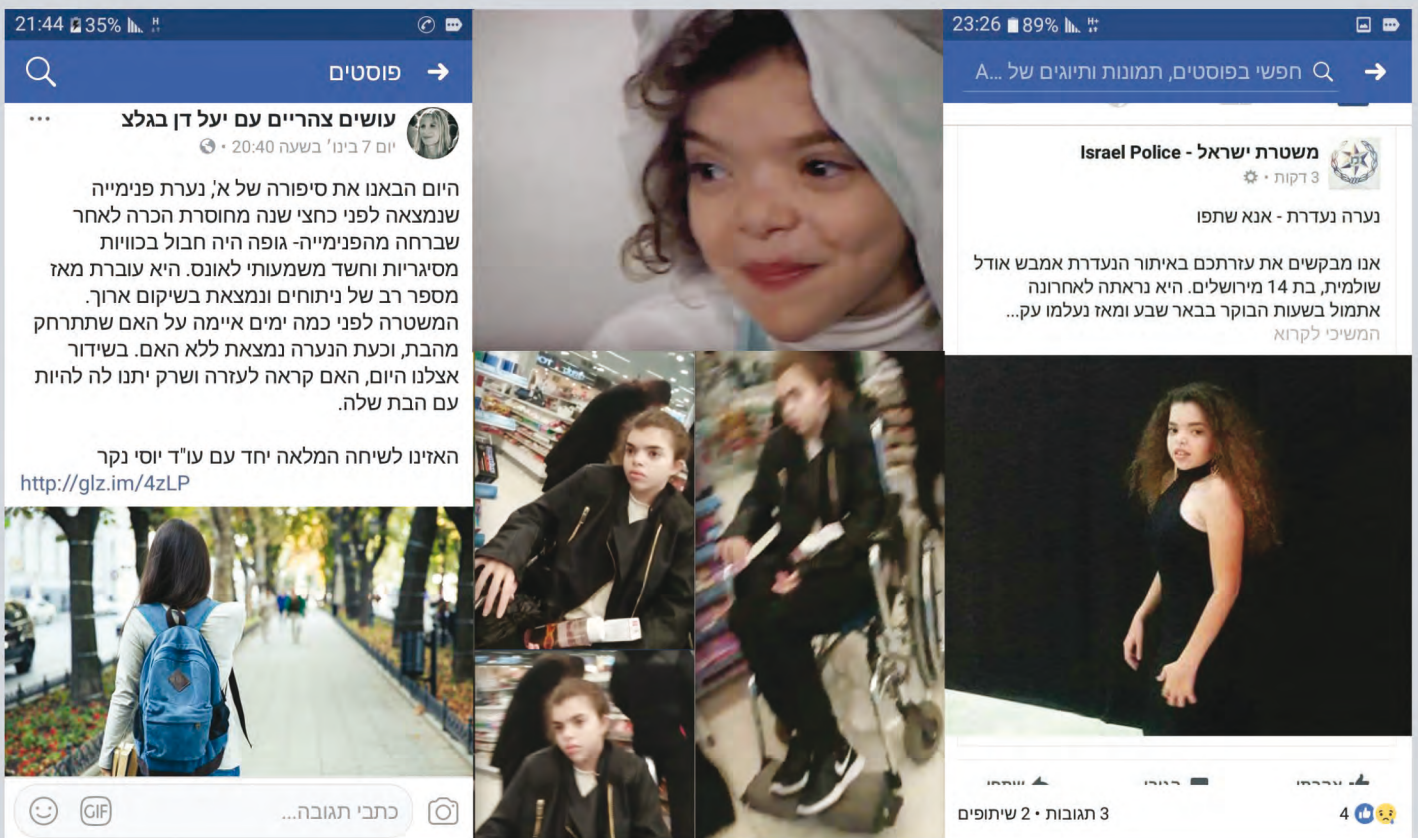 21:44 35% H
פוסטים
עושים צהריים עם יעל דן בגלצ
יום 7 בינו׳ בשעה 20:40
היום הבאנו את סיפורה של א', נערת פנימייה
שנמצאה לפני כחצי שנה מחוסרת הכרה לאחר
שברחה מהפנימייה- גופה היה חבול בכוויות
מסיגריות וחשד משמעותי לאונס. היא עוברת מאז
מספר רב של ניתוחים ונמצאת בשיקום ארוך.
המשטרה לפני כמה ימים איימה על האם שתתרחק
מהבת, וכעת הנערה נמצאת ללא האם. בשידור
אצלנו היום, האם קראה לעזרה ושרק יתנו לה להיות
עם הבת שלה.
האזינו לשיחה המלאה יחד עם עו"ד יוסי נקר
http://glz.im/4zLP
כתבי תגובה...
GIF
23:26 89% H+
חפשי בפוסטים, תמונות ותיוגים של A...
משטרת ישראל - Israel Police
3 דקות
נערה נעדרת - אנא שתפו
אנו מבקשים את עזרתכם באיתור הנעדרת אמבש אודל
שולמית, בת 14 מירושלים. היא נראתה לאחרונה
אתמול בשעות הבוקר בבאר שבע ומאז נעלמו עק...
המשיכי לקרוא
4
3 תגובות • 2 שיתופים